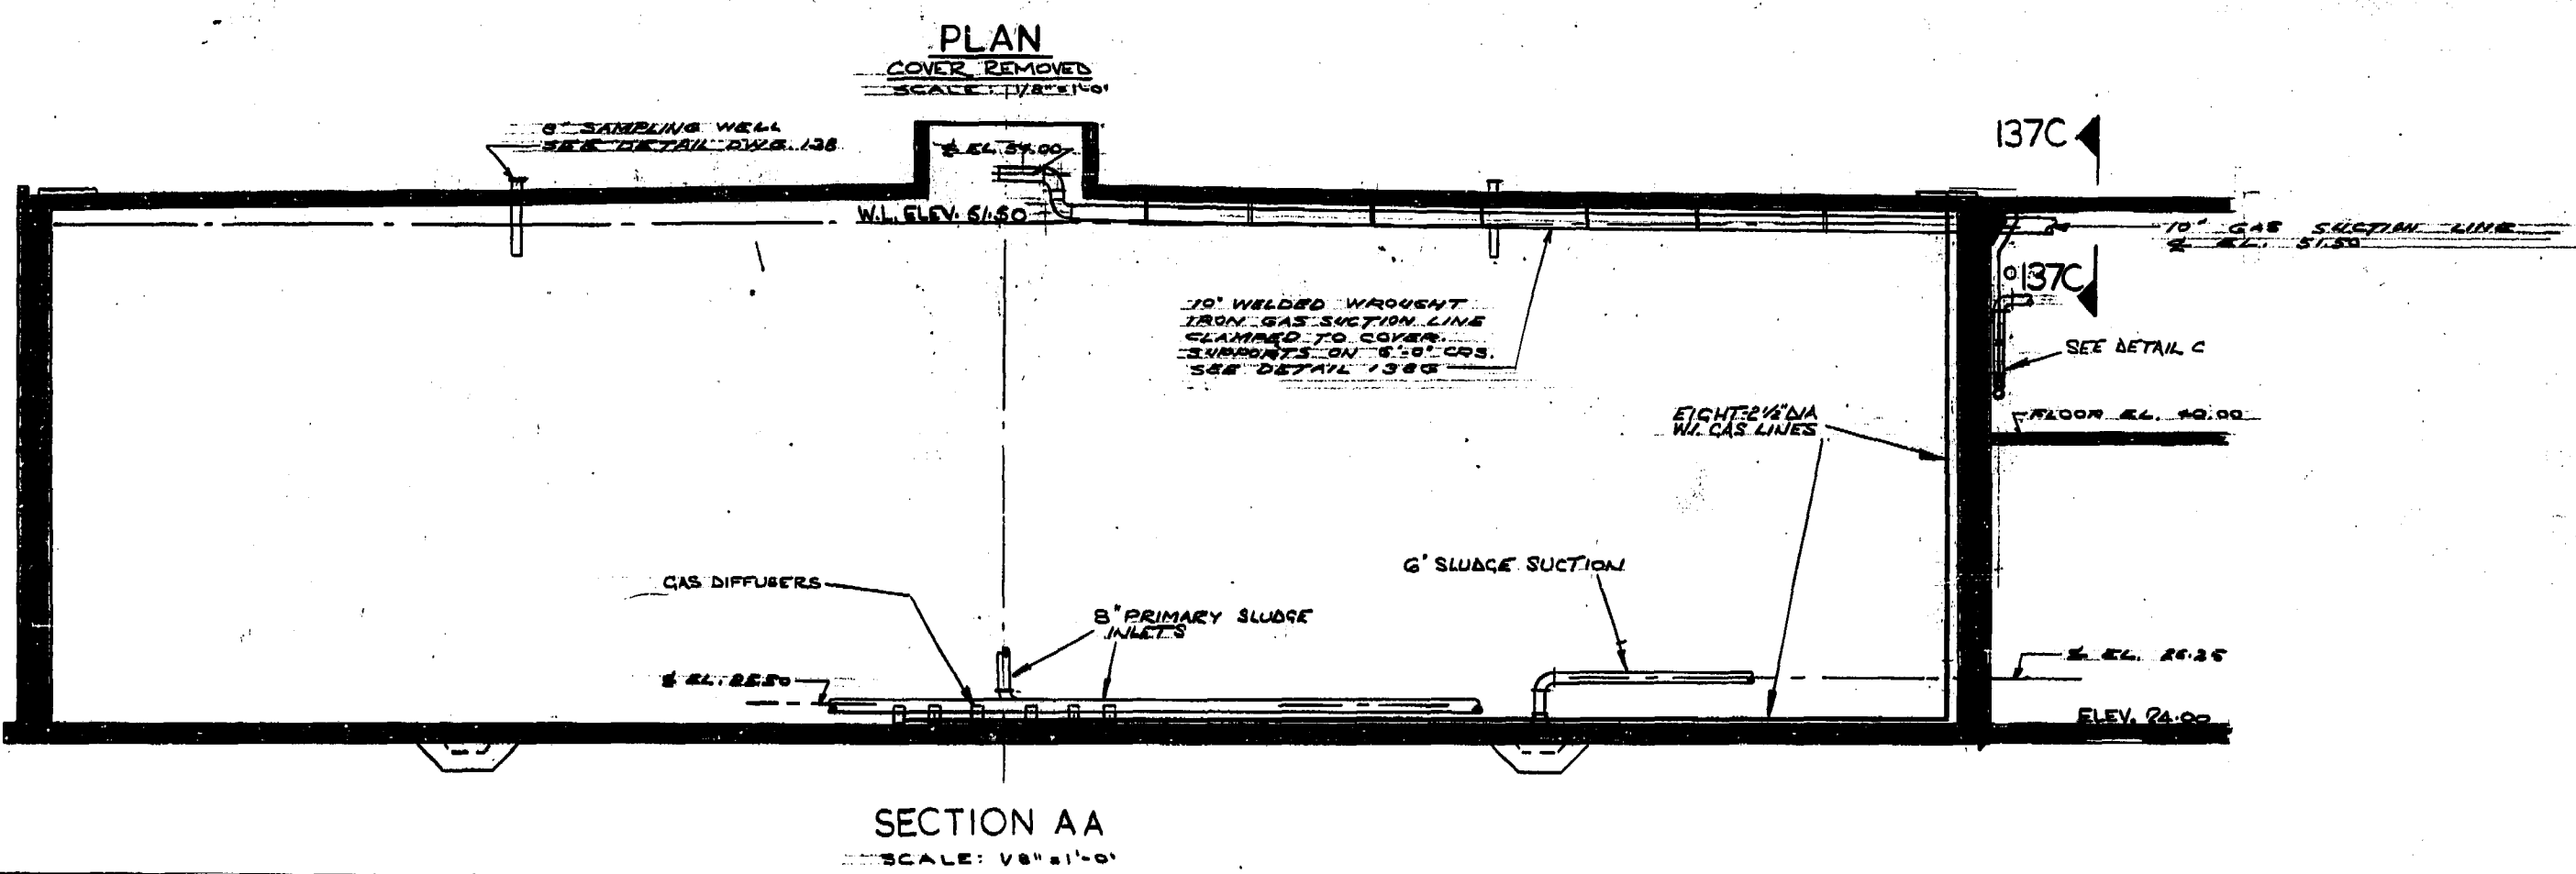 PLAN
COVER REMOVED
SCALE: 1/8"=1'-0"
8" SAMPLING WELL
SEE DETAIL DWG. 138
℄ EL 54.00
137C
W.L. ELEV. 51.50
10" GAS SUCTION LINE
℄ EL. 51.50
137C
10" WELDED WROUGHT
IRON GAS SUCTION LINE
CLAMPED TO COVER.
SUPPORTS ON 6'-0" CRS.
SEE DETAIL
SEE DETAIL C
EIGHT-2½"DIA
W.I. GAS LINES
FLOOR EL. 40.00
GAS DIFFUSERS
8" PRIMARY SLUDGE
INLETS
6" SLUDGE SUCTION
℄ EL. 25.50
℄ EL. 26.25
ELEV. 24.00
SECTION AA
SCALE: 1/8"=1'-0"